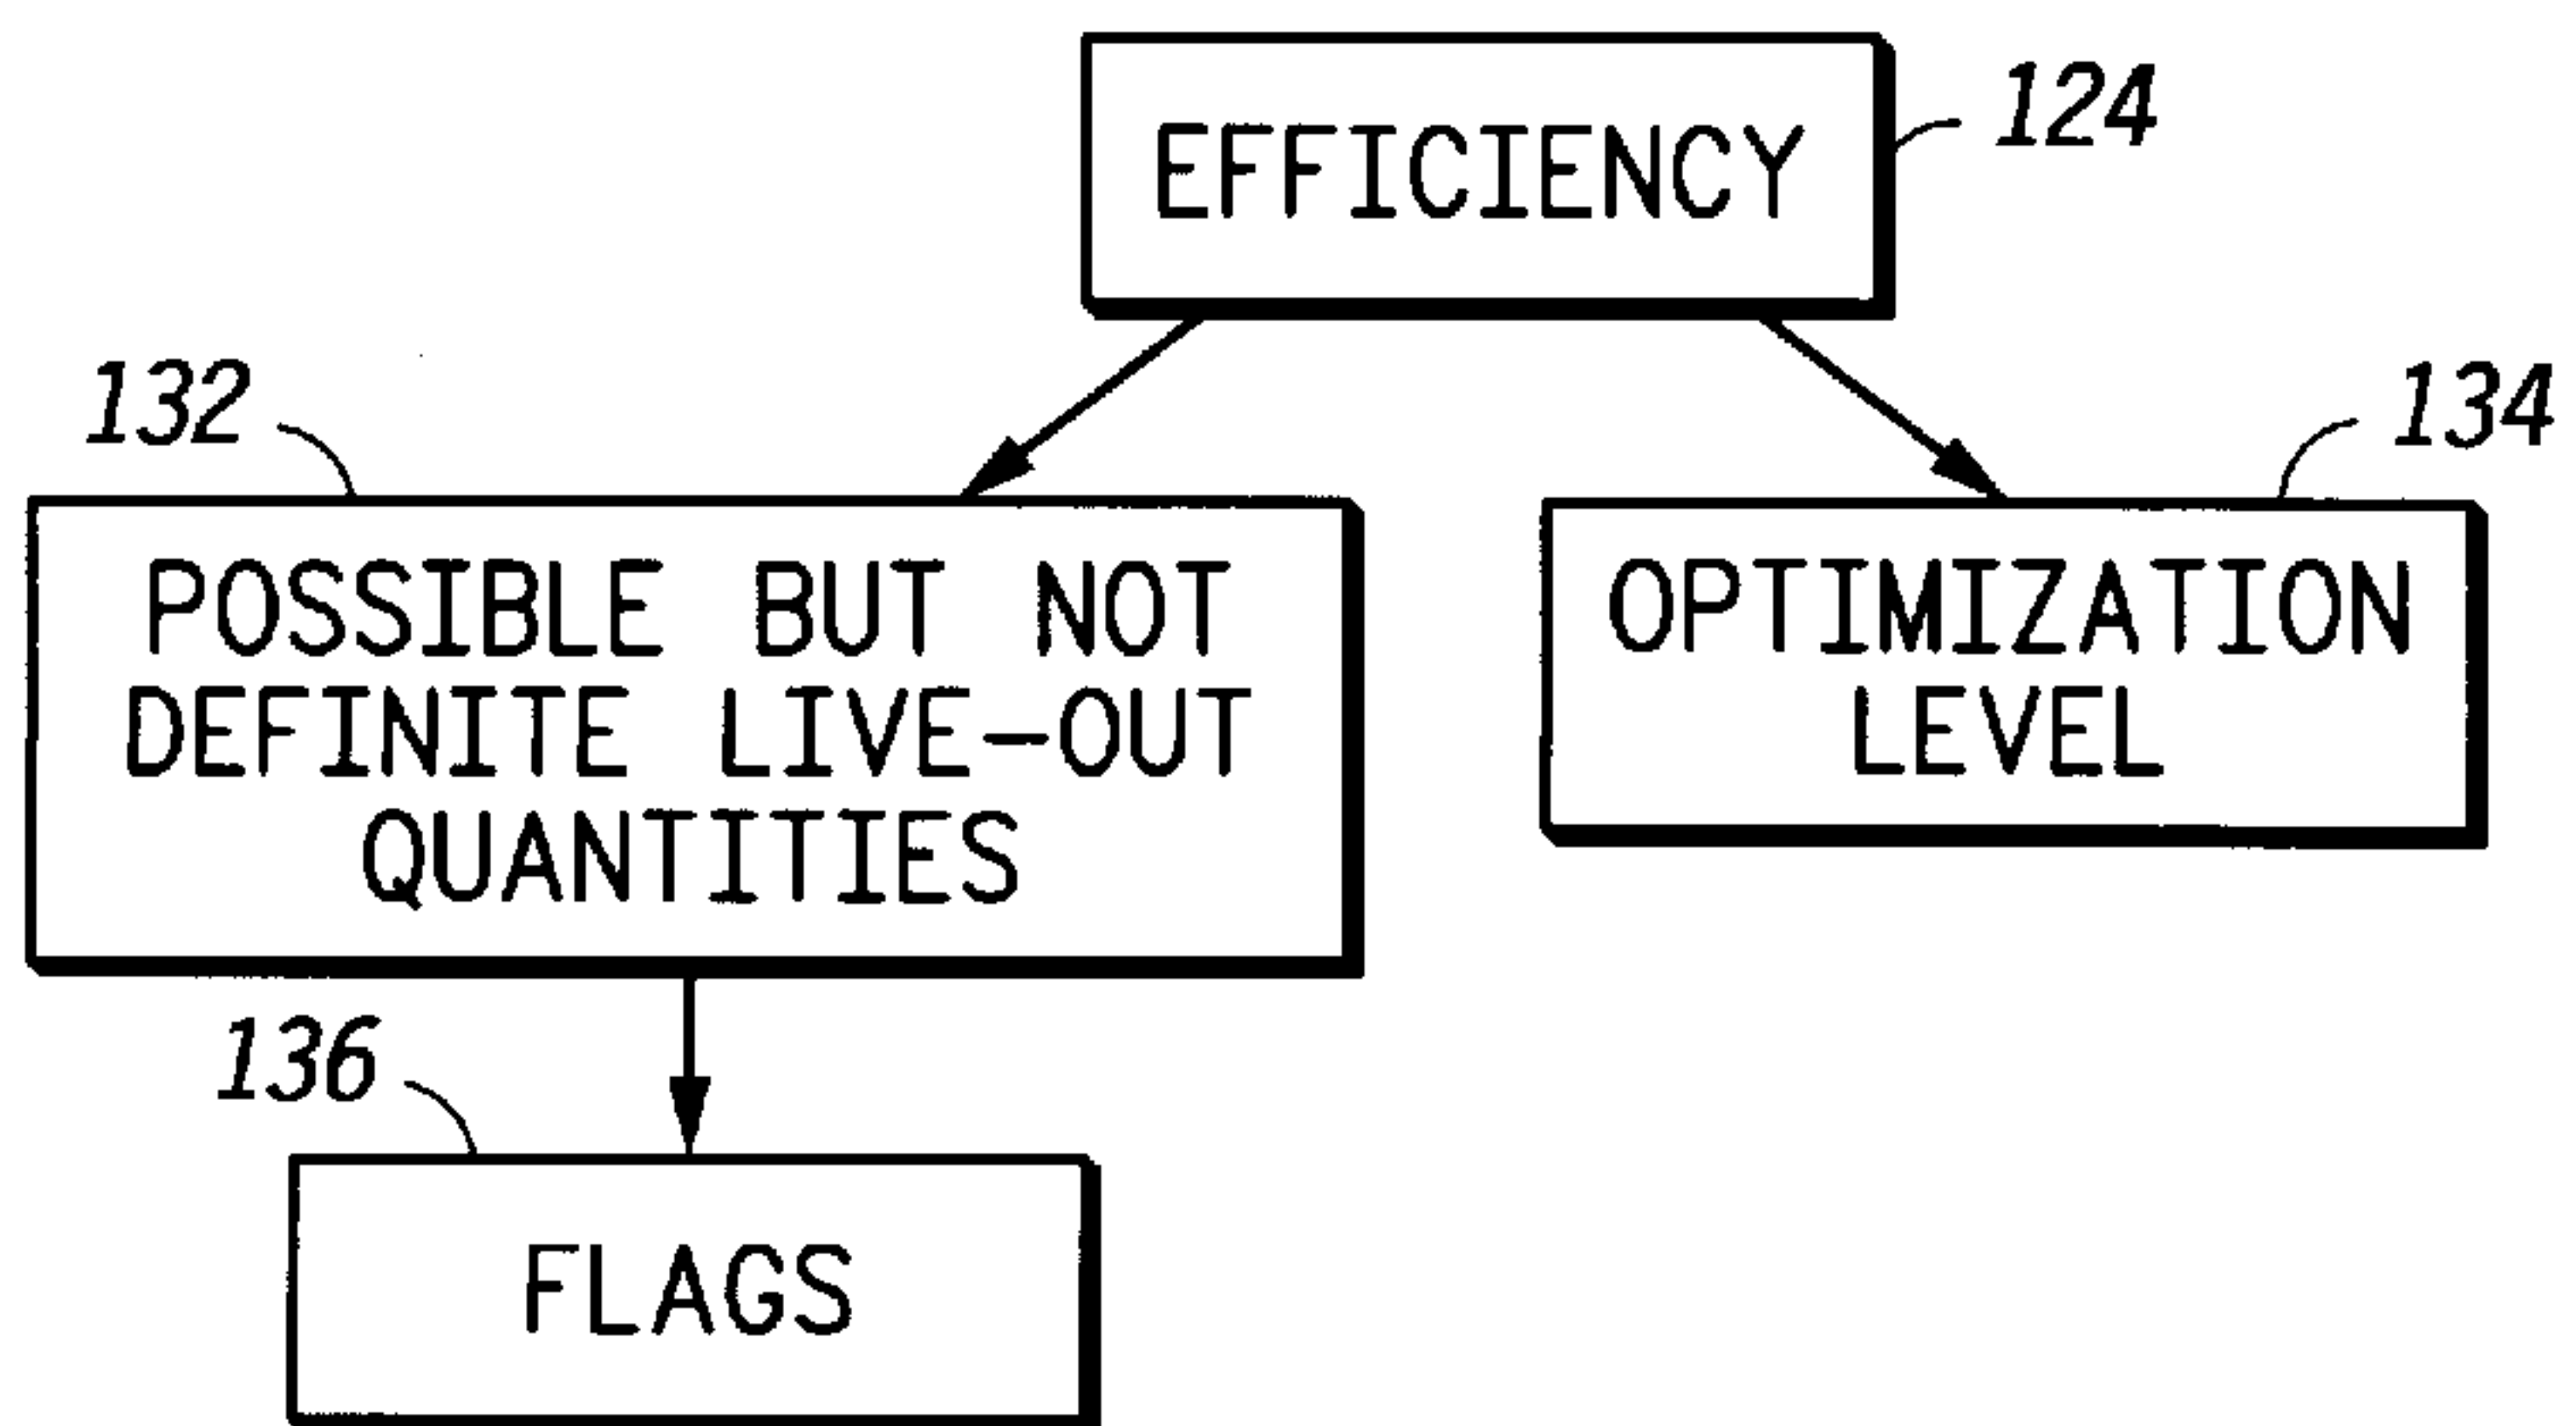 EFFICIENCY
124
132
134
POSSIBLE BUT NOT
DEFINITE LIVE-OUT
QUANTITIES
OPTIMIZATION
LEVEL
136
FLAGS